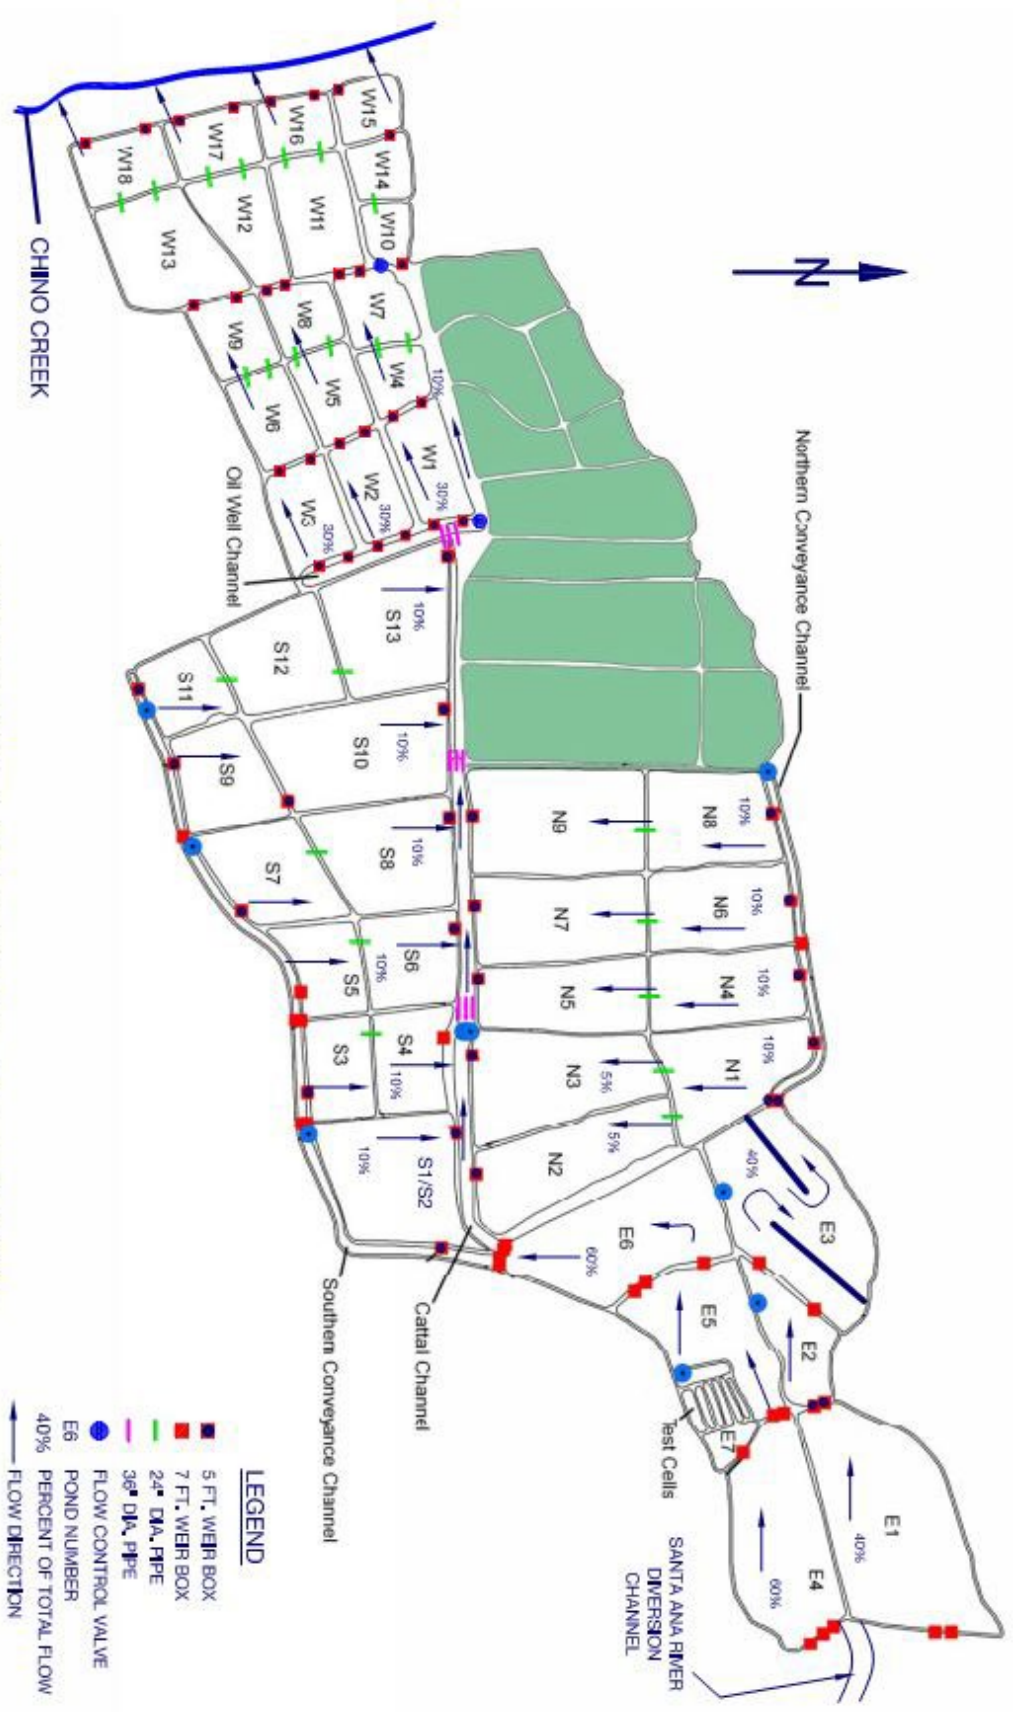 N
CHINO CREEK
Northern Conveyance Channel
Oil Well Channel
Cattail Channel
Southern Conveyance Channel
Test Cells
SANTA ANA RIVER
DIVERSION
CHANNEL
W15
W14
W10
W16
W11
W17
W12
W18
W13
W7
W4
10%
W8
W5
W9
W6
W1
30%
W2
30%
W3
30%
S13
10%
S12
S11
S10
10%
S9
S8
10%
S7
S6
10%
S5
S4
10%
S3
S1/S2
10%
N8
10%
N9
N6
10%
N7
N4
10%
N5
N1
10%
N3
5%
N2
5%
E3
40%
E6
60%
E2
E5
E7
E1
40%
E4
60%
LEGEND
5 FT. WEIR BOX
7 FT. WEIR BOX
24" DIA. PIPE
36" DIA. PIPE
FLOW CONTROL VALVE
E6 POND NUMBER
40% PERCENT OF TOTAL FLOW
FLOW DIRECTION